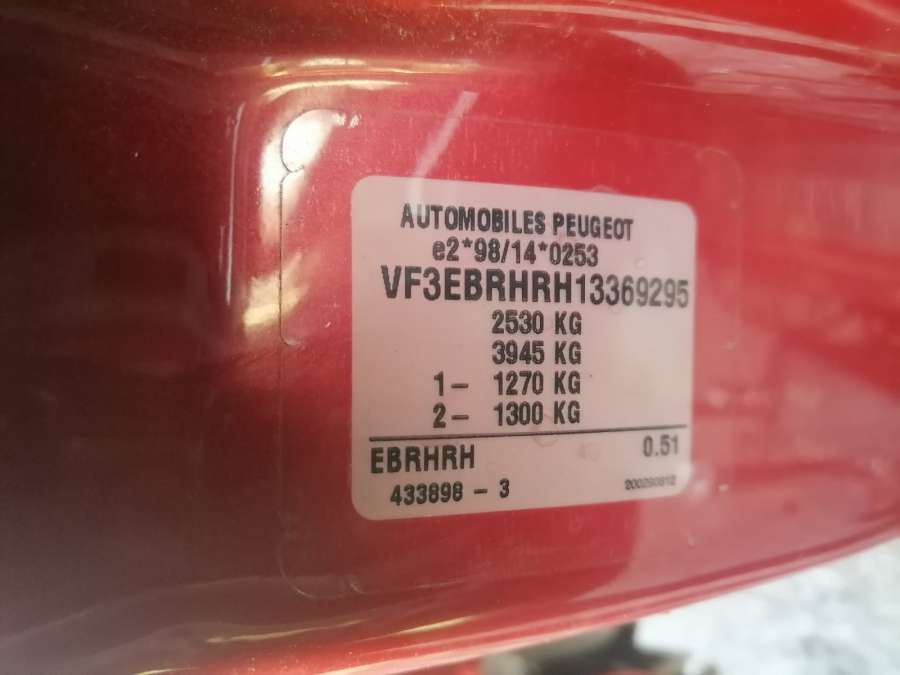 AUTOMOBILES PEUGEOT
e2*98/14*0253
VF3EBRHRH13369295
2530 KG
3945 KG
1- 1270 KG
2- 1300 KG
EBRHRH 0.51
433898 - 3